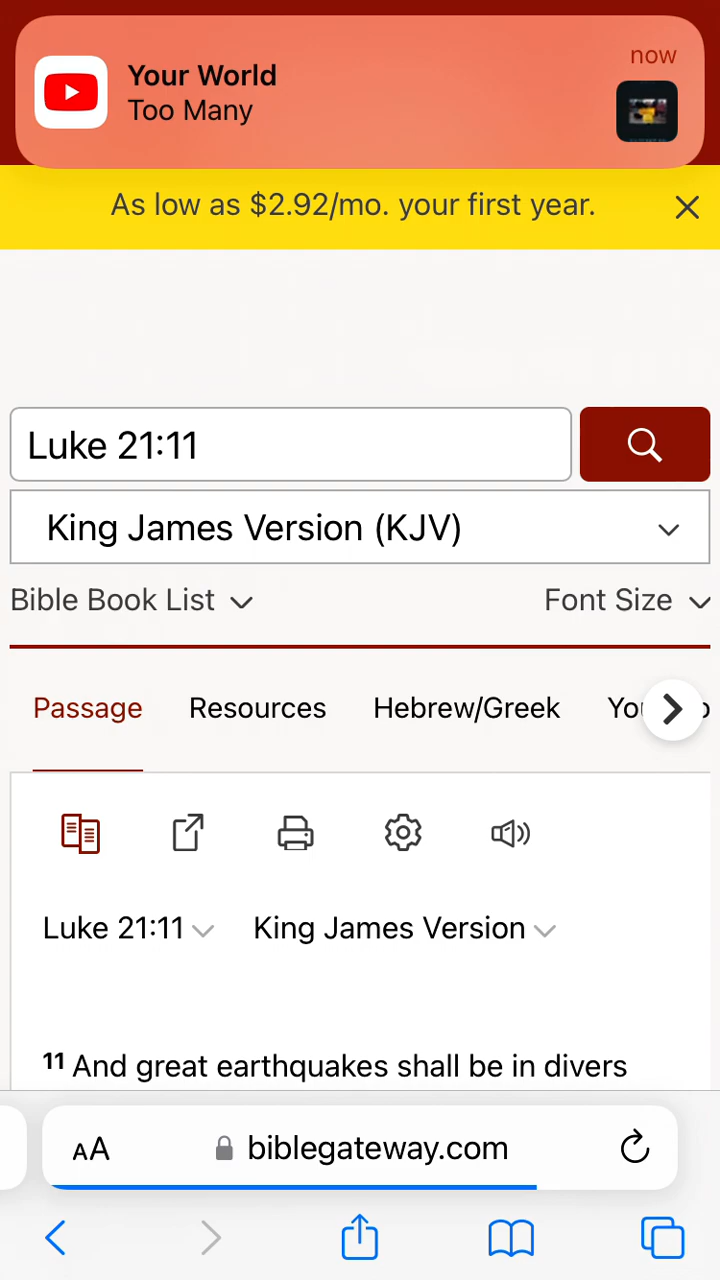 Your World
now
Too Many
As low as $2.92/mo. your first year.
Luke 21:11
King James Version (KJV)
Bible Book List
Font Size
Passage Resources Hebrew/Greek
Luke 21:11 King James Version
11 And great earthquakes shall be in divers
AA biblegateway.com